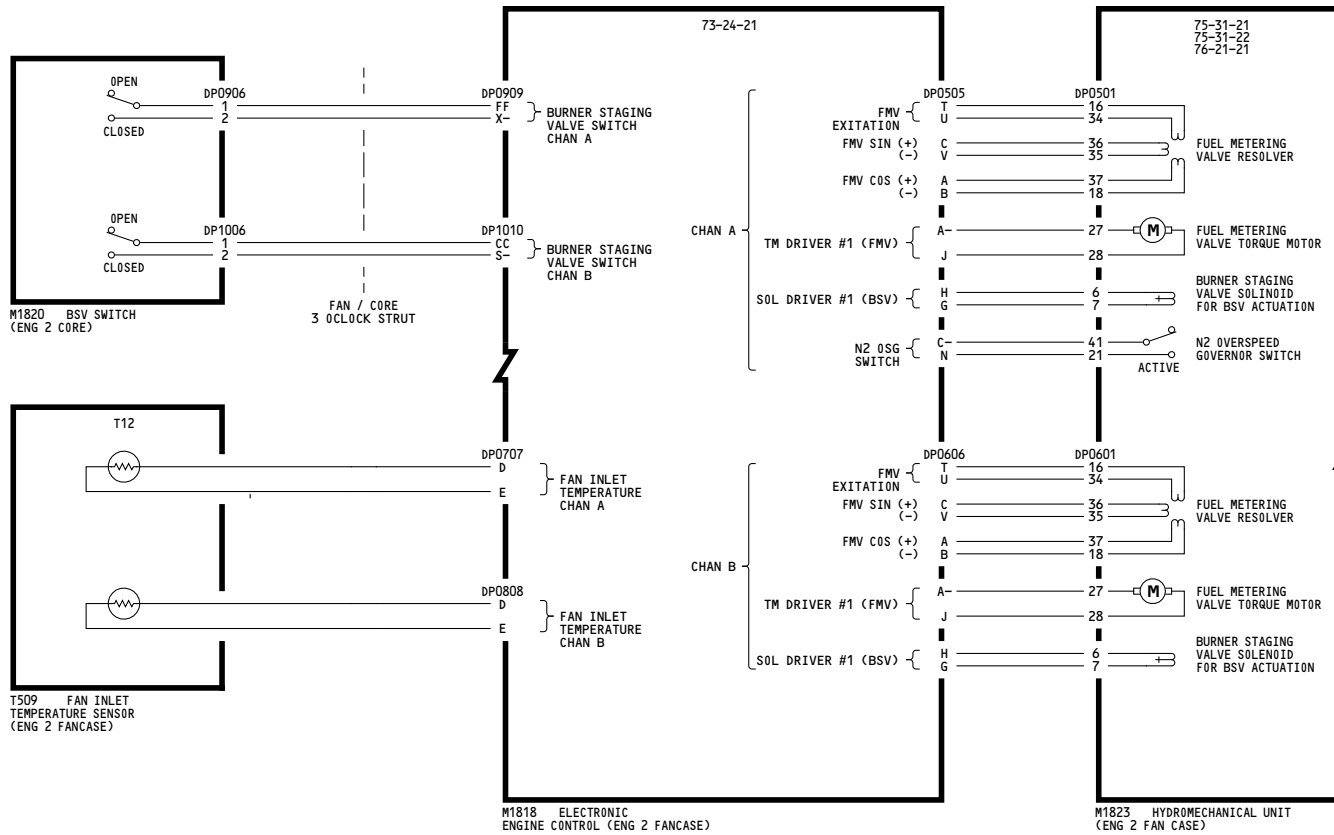 73-24-21
75-31-21
75-31-22
76-21-21
OPEN
CLOSED
DP0906
1
2
DP0909
FF
X-
BURNER STAGING
VALVE SWITCH
CHAN A
OPEN
CLOSED
DP1006
1
2
DP1010
CC
S-
BURNER STAGING
VALVE SWITCH
CHAN B
M1820 BSV SWITCH
(ENG 2 CORE)
FAN / CORE
3 OCLOCK STRUT
T12
DP0707
D
E
FAN INLET
TEMPERATURE
CHAN A
DP0808
D
E
FAN INLET
TEMPERATURE
CHAN B
T509 FAN INLET
TEMPERATURE SENSOR
(ENG 2 FANCASE)
CHAN A
DP0505
DP0501
FMV
EXITATION
T
U
16
34
FMV SIN (+)
(-)
C
V
36
35
FUEL METERING
VALVE RESOLVER
FMV COS (+)
(-)
A
B
37
18
TM DRIVER #1 (FMV)
A-
J
27
28
M
FUEL METERING
VALVE TORQUE MOTOR
SOL DRIVER #1 (BSV)
H
G
6
7
BURNER STAGING
VALVE SOLINOID
FOR BSV ACTUATION
N2 OSG
SWITCH
C-
N
41
21
ACTIVE
N2 OVERSPEED
GOVERNOR SWITCH
CHAN B
DP0606
DP0601
FMV
EXITATION
T
U
16
34
FMV SIN (+)
(-)
C
V
36
35
FUEL METERING
VALVE RESOLVER
FMV COS (+)
(-)
A
B
37
18
TM DRIVER #1 (FMV)
A-
J
27
28
M
FUEL METERING
VALVE TORQUE MOTOR
SOL DRIVER #1 (BSV)
H
G
6
7
BURNER STAGING
VALVE SOLENOID
FOR BSV ACTUATION
M1818 ELECTRONIC
ENGINE CONTROL (ENG 2 FANCASE)
M1823 HYDROMECHANICAL UNIT
(ENG 2 FAN CASE)